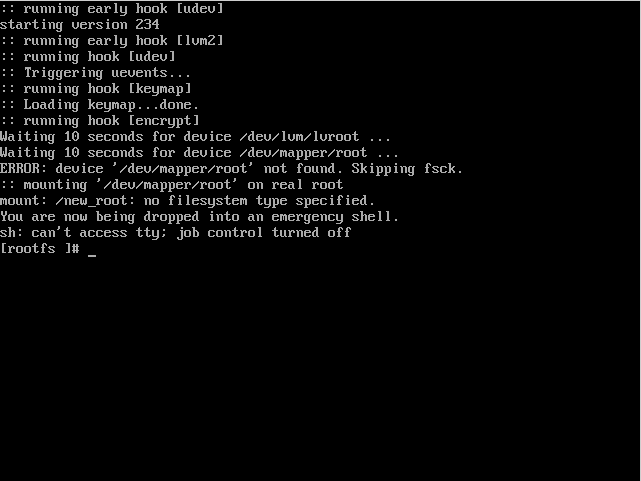 :: running early hook [udev]
starting version 234
:: running early hook [lvm2]
:: running hook [udev]
:: Triggering uevents...
:: running hook [keymap]
:: Loading keymap...done.
:: running hook [encrypt]
Waiting 10 seconds for device /dev/lvm/lvroot ...
Waiting 10 seconds for device /dev/mapper/root ...
ERROR: device '/dev/mapper/root' not found. Skipping fsck.
:: mounting '/dev/mapper/root' on real root
mount: /new_root: no filesystem type specified.
You are now being dropped into an emergency shell.
sh: can't access tty; job control turned off
[rootfs ]# _